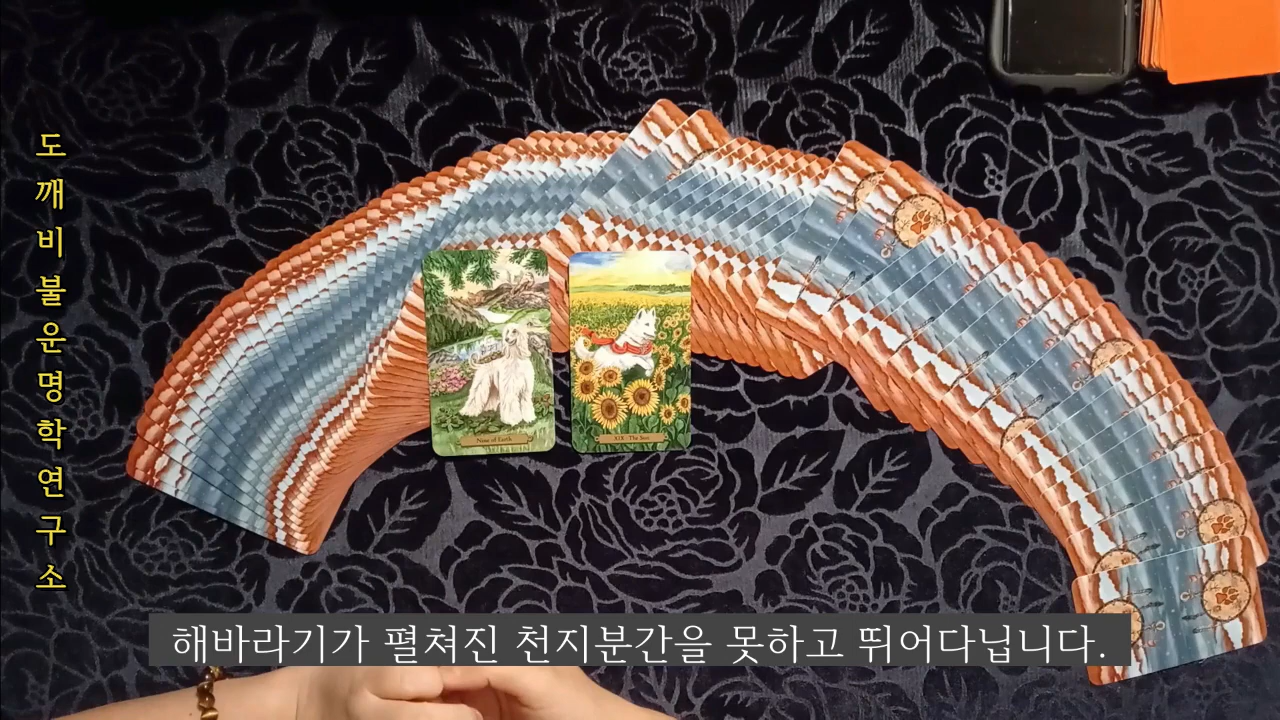 도깨비불운명학연구소
Nine of Earth
XIX - The Sun
해바라기가 펼쳐진 천지분간을 못하고 뛰어다닙니다.